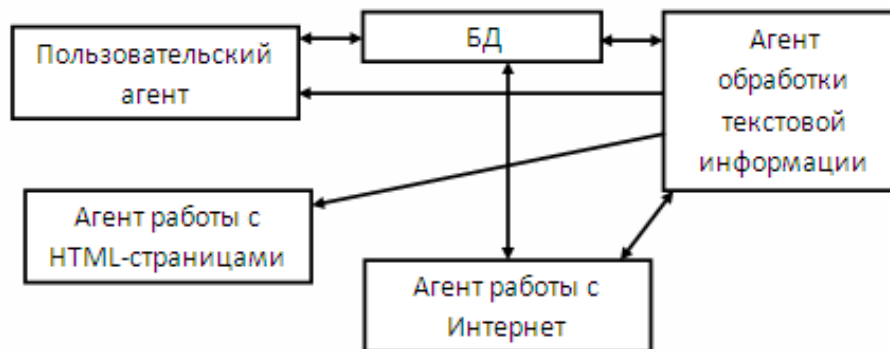 Пользовательский
агент
БД
Агент
обработки
текстовой
информации
Агент работы с
HTML-страницами
Агент работы с
Интернет